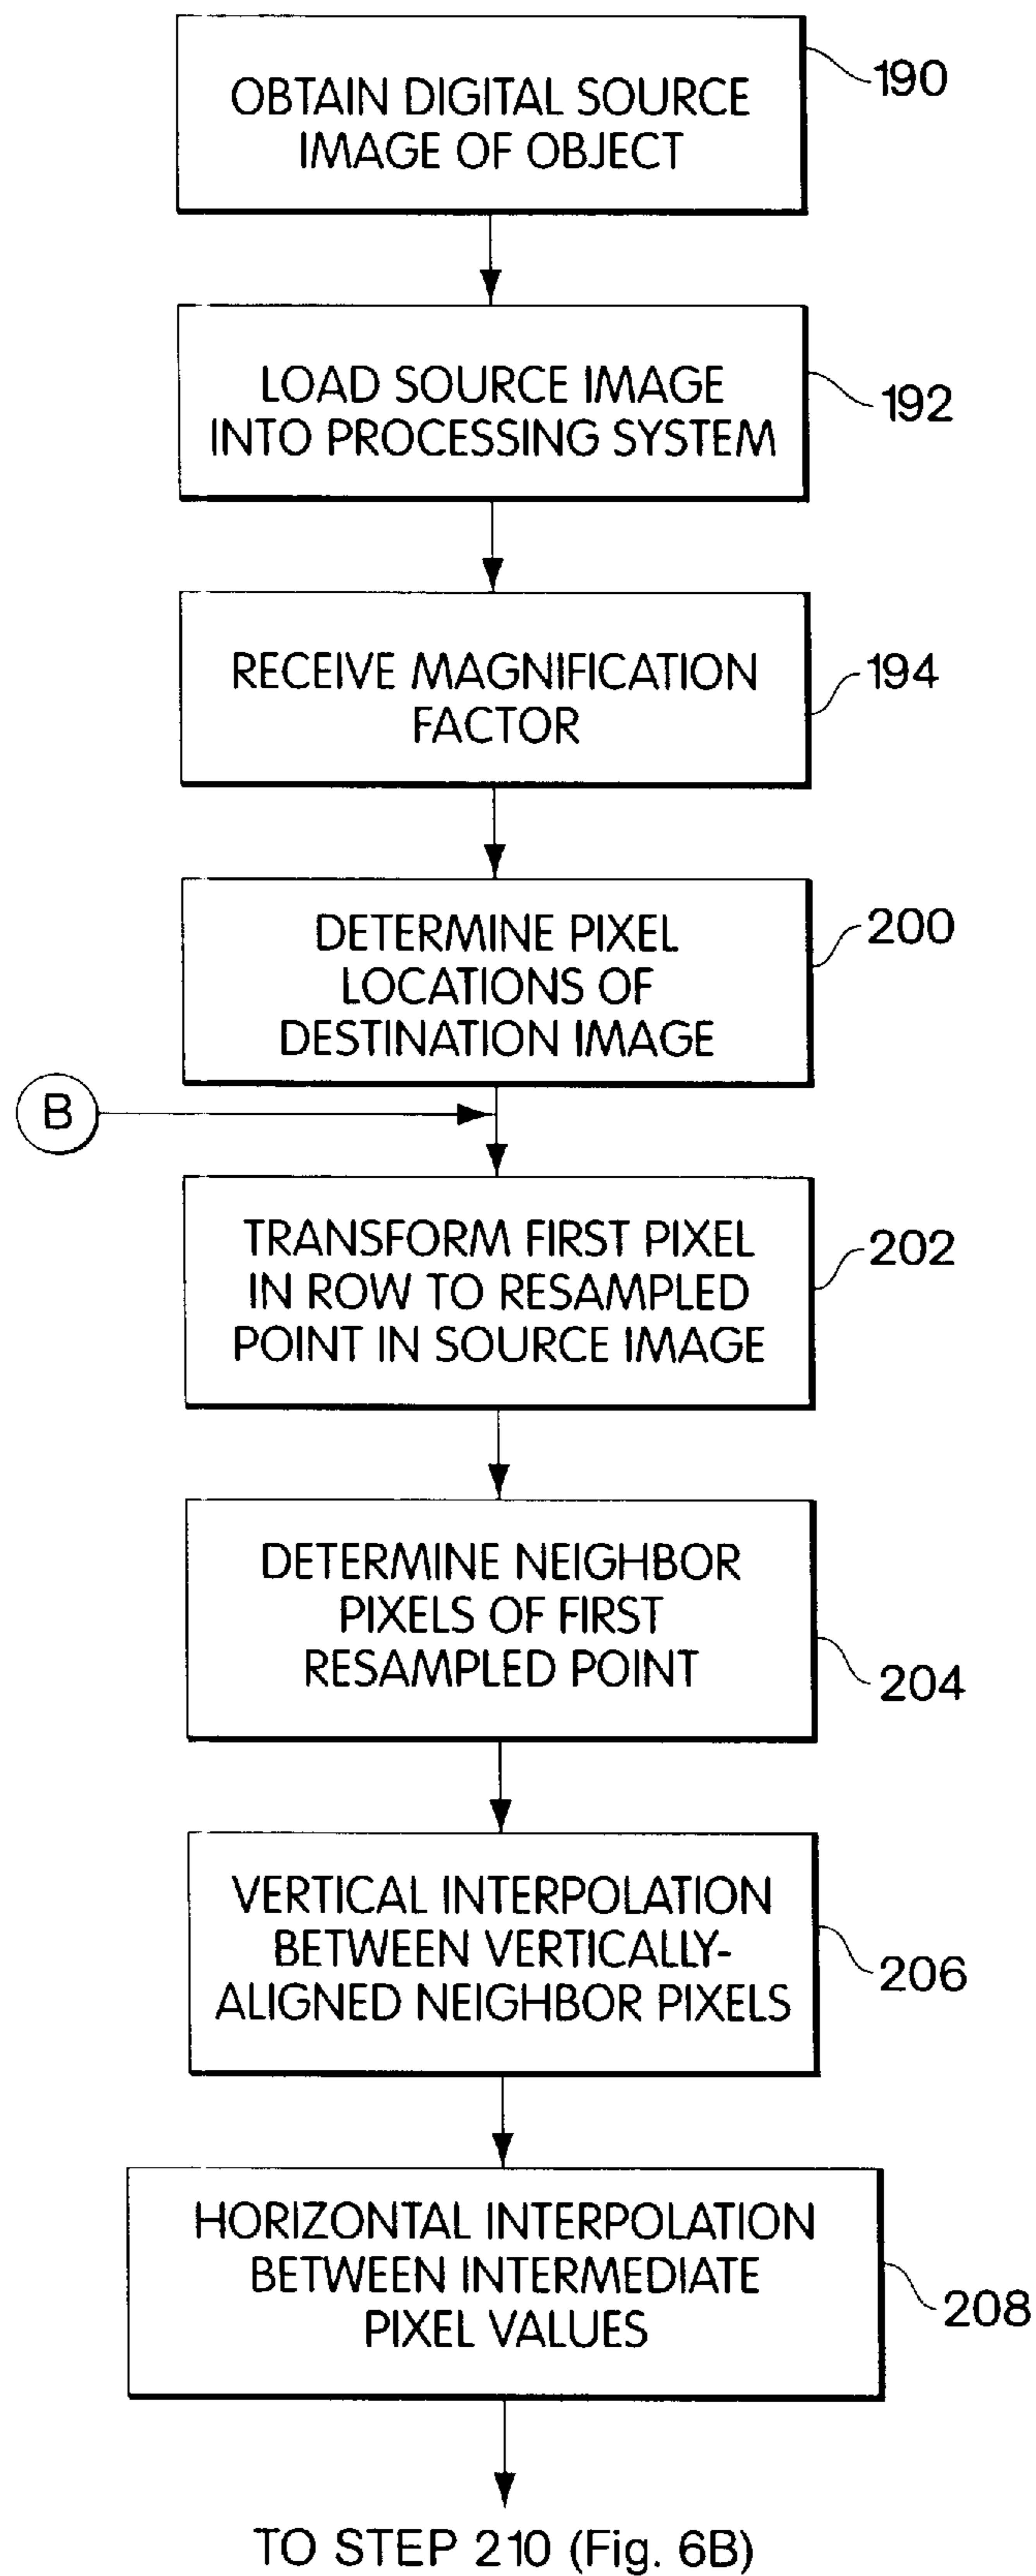 OBTAIN DIGITAL SOURCE
IMAGE OF OBJECT
190
LOAD SOURCE IMAGE
INTO PROCESSING SYSTEM
192
RECEIVE MAGNIFICATION
FACTOR
194
DETERMINE PIXEL
LOCATIONS OF
DESTINATION IMAGE
200
B
TRANSFORM FIRST PIXEL
IN ROW TO RESAMPLED
POINT IN SOURCE IMAGE
202
DETERMINE NEIGHBOR
PIXELS OF FIRST
RESAMPLED POINT
204
VERTICAL INTERPOLATION
BETWEEN VERTICALLY-
ALIGNED NEIGHBOR PIXELS
206
HORIZONTAL INTERPOLATION
BETWEEN INTERMEDIATE
PIXEL VALUES
208
TO STEP 210 (Fig. 6B)